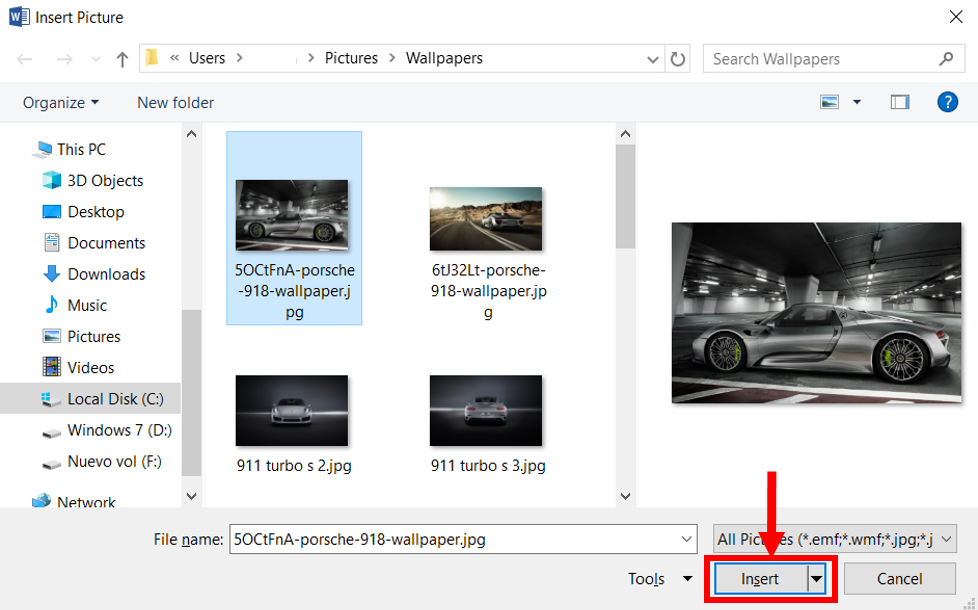 Insert Picture
« Users > > Pictures > Wallpapers
Search Wallpapers
Organize
New folder
?
This PC
3D Objects
Desktop
Documents
Downloads
Music
Pictures
Videos
Local Disk (C:)
Windows 7 (D:)
Nuevo vol (F:)
Network
5OCtFnA-porsche
-918-wallpaper.j
pg
6tJ32Lt-porsche-
918-wallpaper.jp
g
911 turbo s 2.jpg
911 turbo s 3.jpg
File name:
5OCtFnA-porsche-918-wallpaper.jpg
All Pictures (*.emf;*.wmf;*.jpg;*.j
Tools
Insert
Cancel